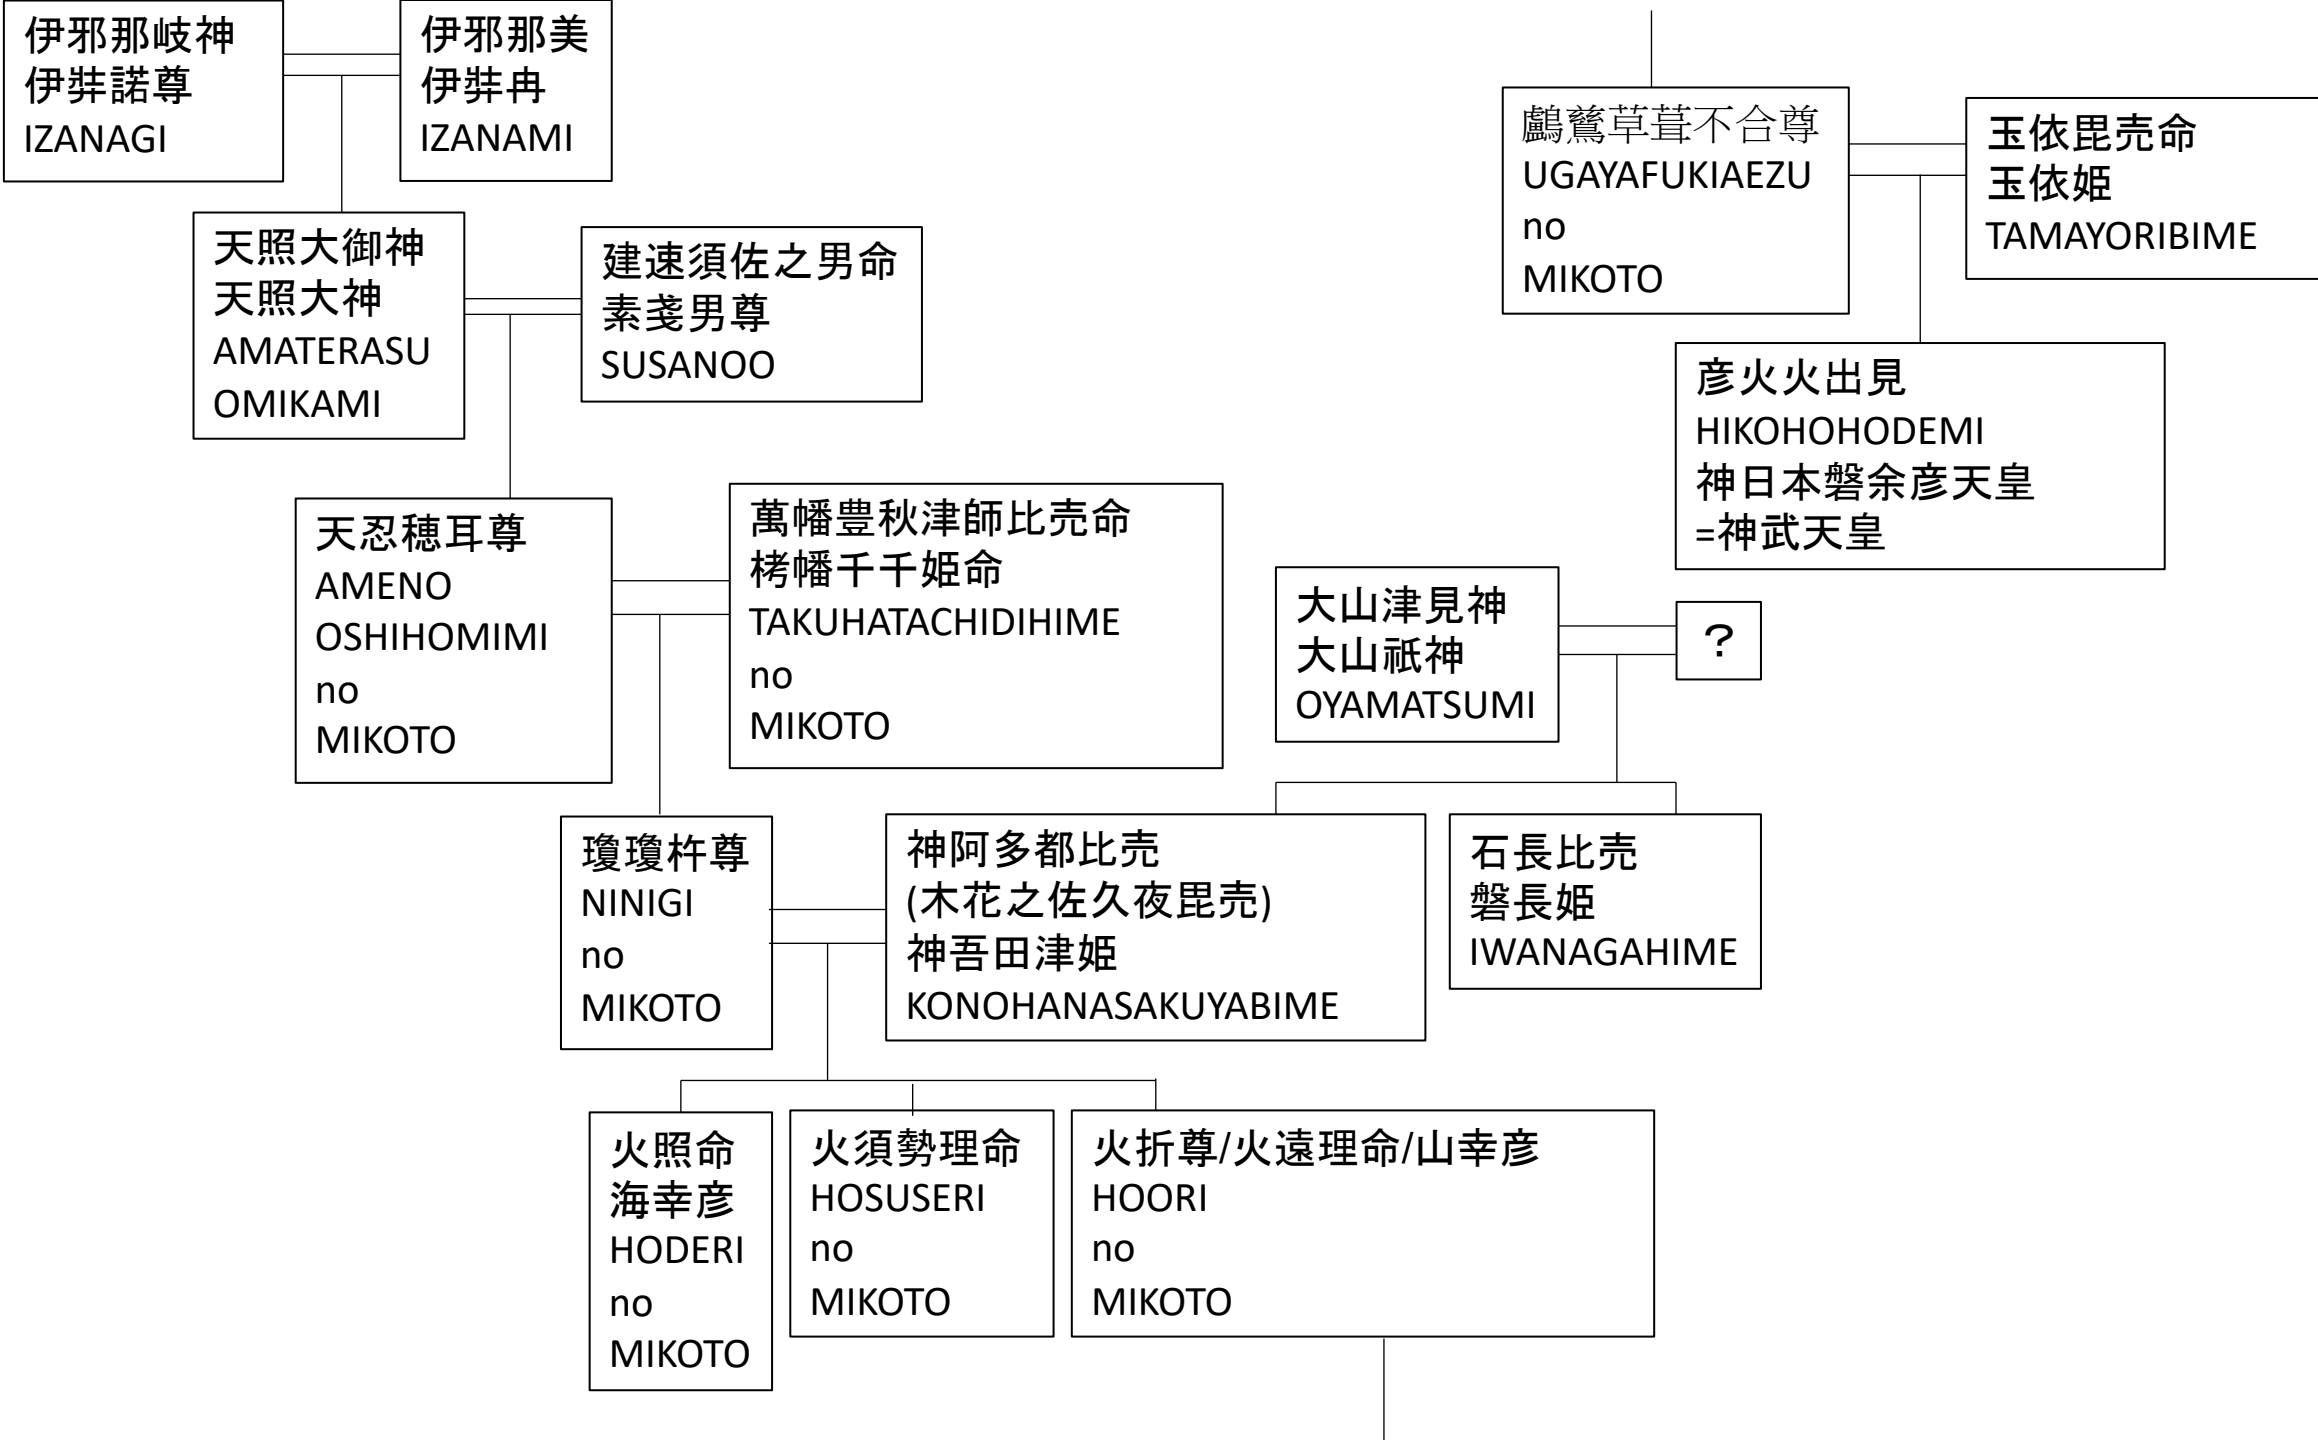 伊邪那岐神
伊弉諾尊
IZANAGI
伊邪那美
伊弉冉
IZANAMI
天照大御神
天照大神
AMATERASU
OMIKAMI
建速須佐之男命
素戔男尊
SUSANOO
天忍穂耳尊
AMENO
OSHIHOMIMI
no
MIKOTO
萬幡豊秋津師比売命
栲幡千千姫命
TAKUHATACHIDIHIME
no
MIKOTO
大山津見神
大山祇神
OYAMATSUMI
？
瓊瓊杵尊
NINIGI
no
MIKOTO
神阿多都比売
(木花之佐久夜毘売)
神吾田津姫
KONOHANASAKUYABIME
石長比売
磐長姫
IWANAGAHIME
火照命
海幸彦
HODERI
no
MIKOTO
火須勢理命
HOSUSERI
no
MIKOTO
火折尊/火遠理命/山幸彦
HOORI
no
MIKOTO
鸕鶿草葺不合尊
UGAYAFUKIAEZU
no
MIKOTO
玉依毘売命
玉依姫
TAMAYORIBIME
彦火火出見
HIKOHOHODEMI
神日本磐余彦天皇
=神武天皇